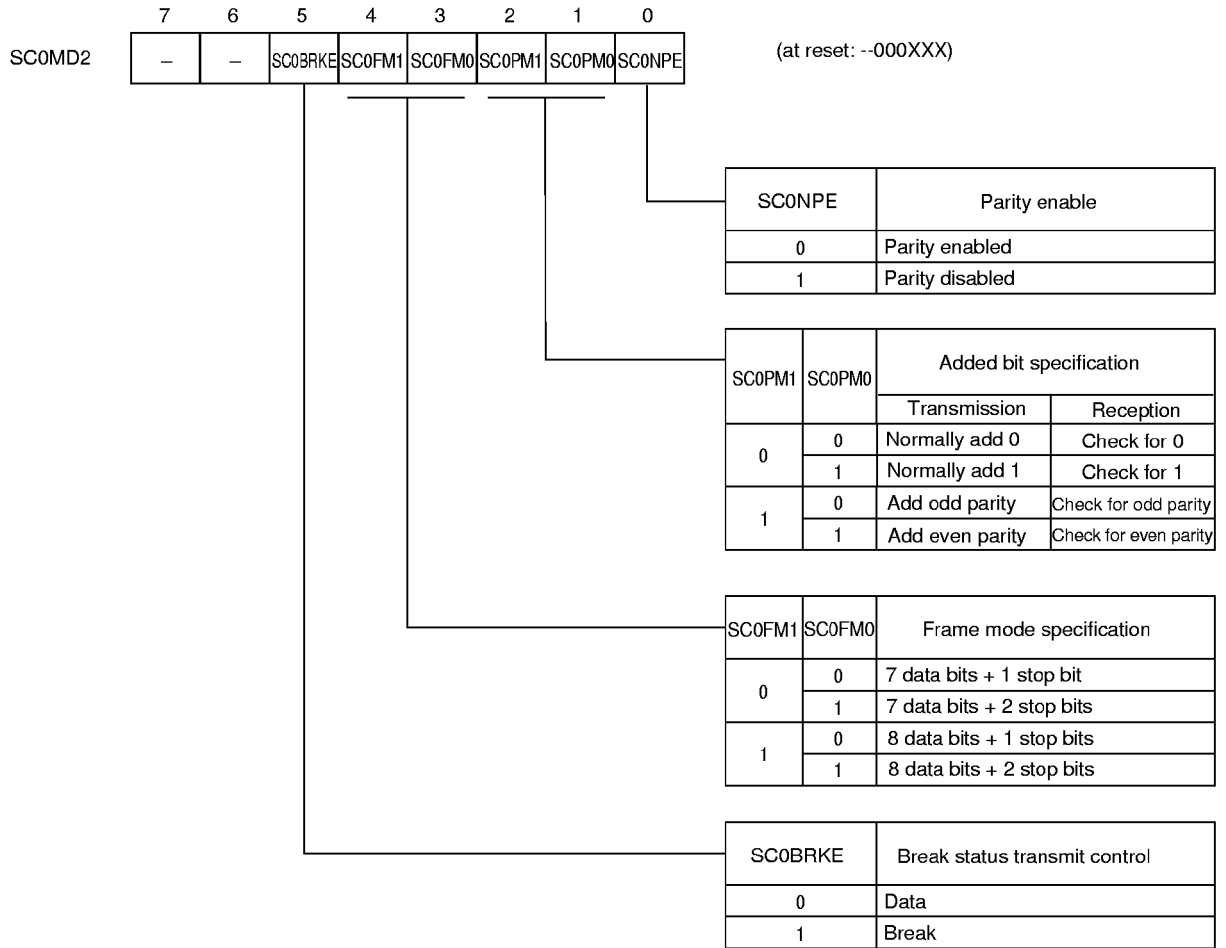 7 6 5 4 3 2 1 0
SC0MD2 – – SC0BRKE SC0FM1 SC0FM0 SC0PM1 SC0PM0 SC0NPE (at reset: --000XXX)
SC0NPE Parity enable
0 Parity enabled
1 Parity disabled
SC0PM1 SC0PM0 Added bit specification
Transmission Reception
0 0 Normally add 0 Check for 0
1 Normally add 1 Check for 1
1 0 Add odd parity Check for odd parity
1 Add even parity Check for even parity
SC0FM1 SC0FM0 Frame mode specification
0 0 7 data bits + 1 stop bit
1 7 data bits + 2 stop bits
1 0 8 data bits + 1 stop bits
1 8 data bits + 2 stop bits
SC0BRKE Break status transmit control
0 Data
1 Break